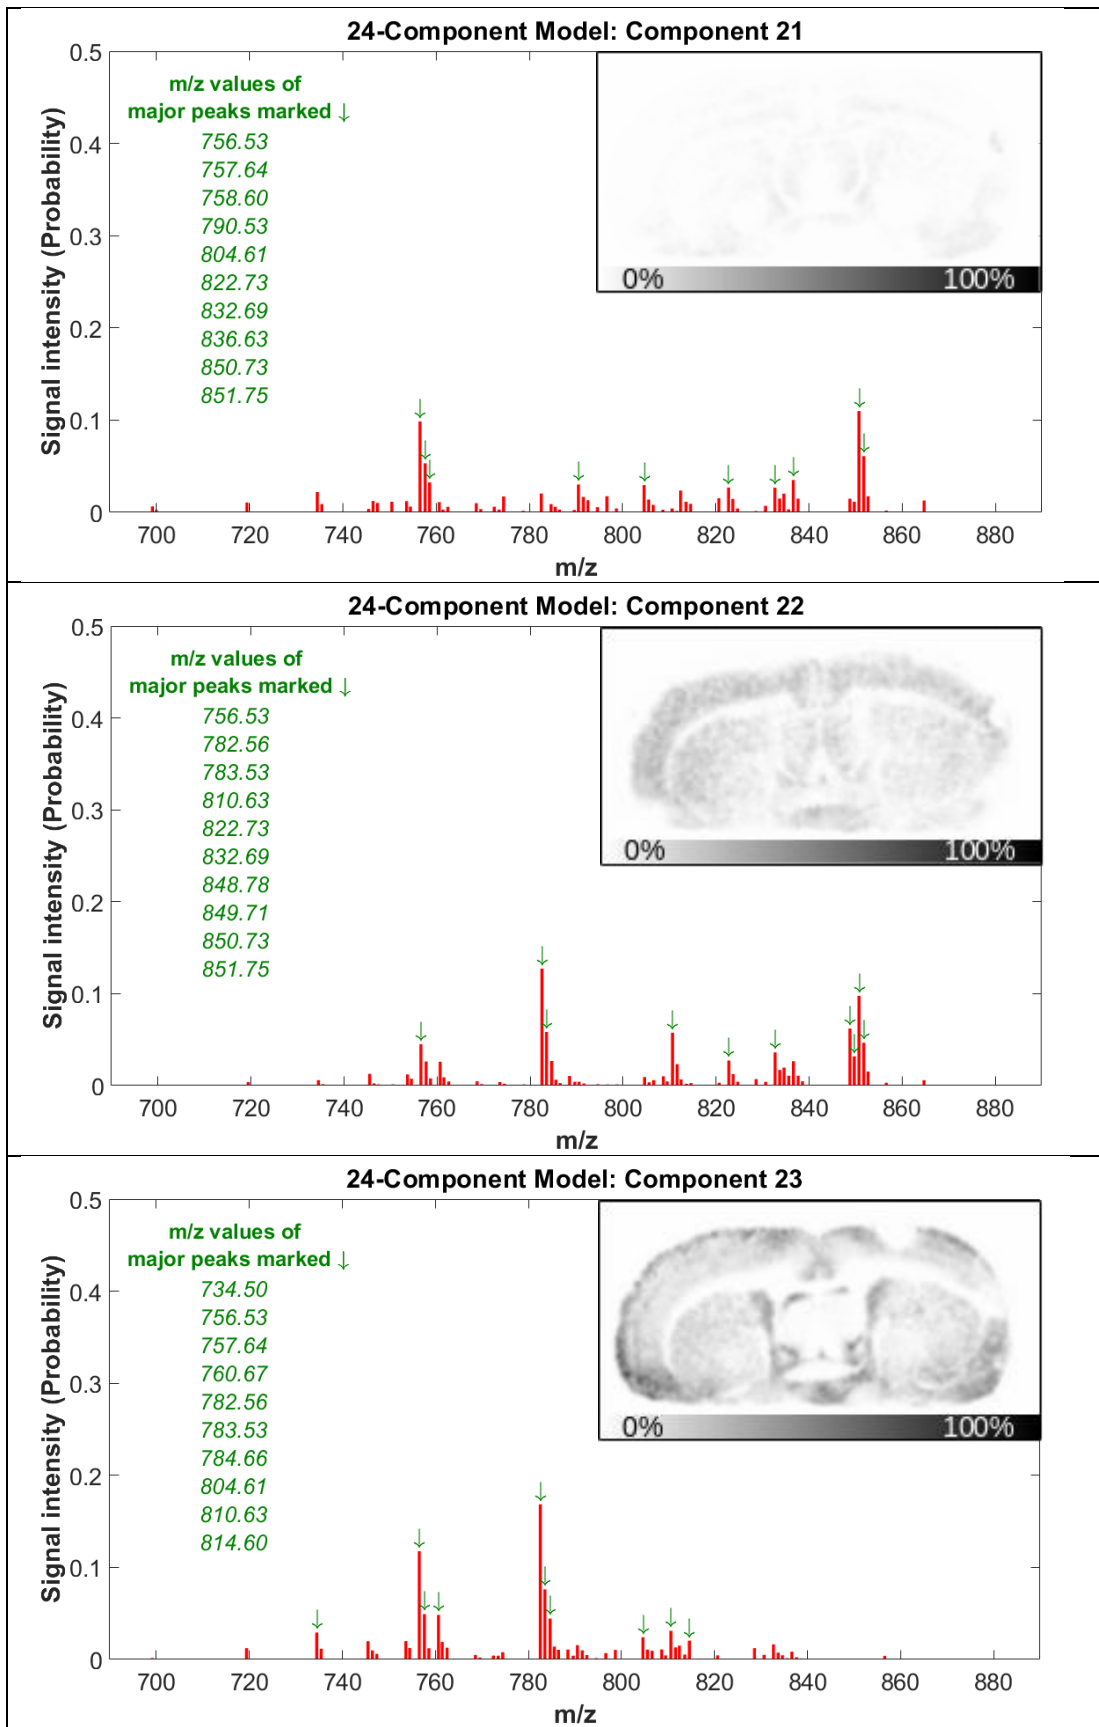 24-Component Model: Component 21
0.5
0.4
0.3
0.2
0.1
0
Signal intensity (Probability)
m/z values of
major peaks marked ↓
756.53
757.64
758.60
790.53
804.61
822.73
832.69
836.63
850.73
851.75
0% 100%
700 720 740 760 780 800 820 840 860 880
m/z
24-Component Model: Component 22
0.5
0.4
0.3
0.2
0.1
0
Signal intensity (Probability)
m/z values of
major peaks marked ↓
756.53
782.56
783.53
810.63
822.73
832.69
848.78
849.71
850.73
851.75
0% 100%
700 720 740 760 780 800 820 840 860 880
m/z
24-Component Model: Component 23
0.5
0.4
0.3
0.2
0.1
0
Signal intensity (Probability)
m/z values of
major peaks marked ↓
734.50
756.53
757.64
760.67
782.56
783.53
784.66
804.61
810.63
814.60
0% 100%
700 720 740 760 780 800 820 840 860 880
m/z